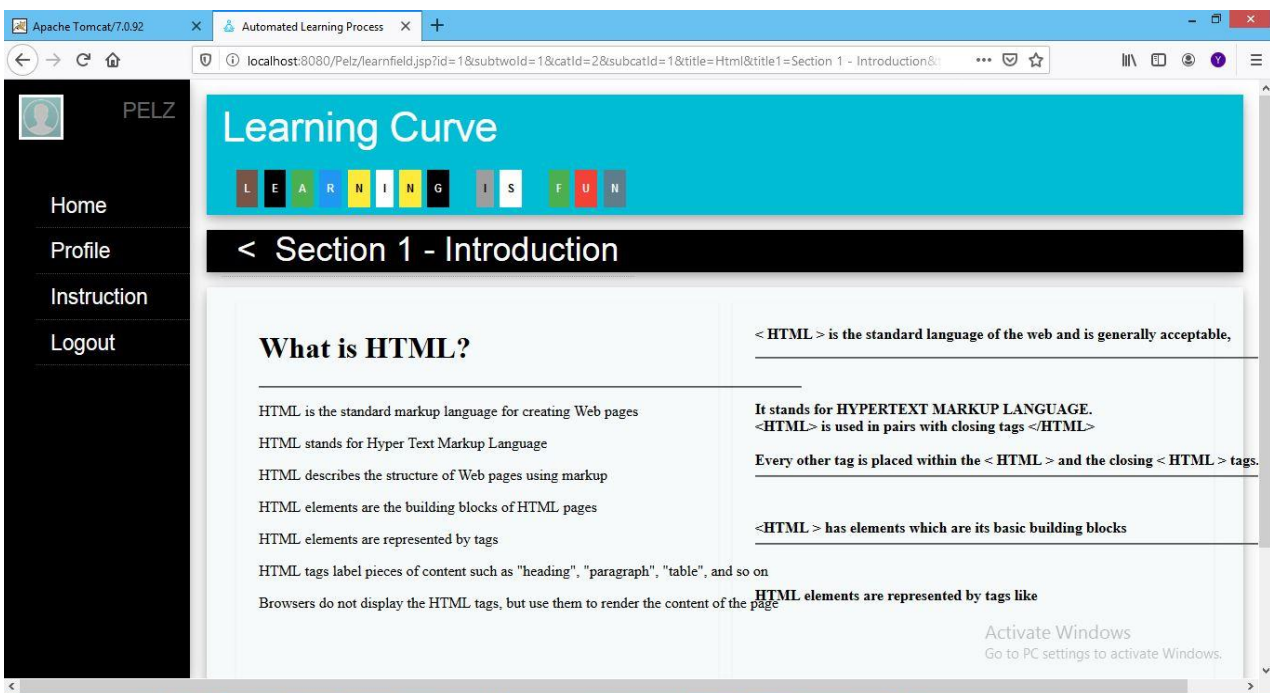 Apache Tomcat/7.0.92
Automated Learning Process
localhost:8080/Pelz/learnfield.jsp?id=1&subtwoId=1&catId=2&subcatId=1&title=Html&title1=Section 1 - Introduction&
Y
PELZ
Home
Profile
Instruction
Logout
Learning Curve
LEARNING IS FUN
< Section 1 - Introduction
What is HTML?
HTML is the standard markup language for creating Web pages
HTML stands for Hyper Text Markup Language
HTML describes the structure of Web pages using markup
HTML elements are the building blocks of HTML pages
HTML elements are represented by tags
HTML tags label pieces of content such as "heading", "paragraph", "table", and so on
Browsers do not display the HTML tags, but use them to render the content of the page
< HTML > is the standard language of the web and is generally acceptable,
It stands for HYPERTEXT MARKUP LANGUAGE.
<HTML> is used in pairs with closing tags </HTML>
Every other tag is placed within the < HTML > and the closing < HTML > tags.
<HTML > has elements which are its basic building blocks
HTML elements are represented by tags like
Activate Windows
Go to PC settings to activate Windows.